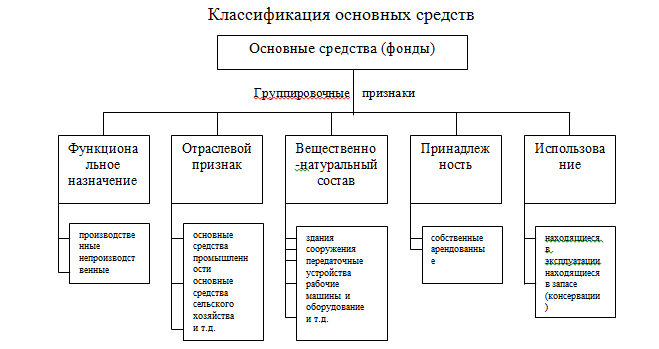 Классификация основных средств
Основные средства (фонды)
Группировочные признаки
Функциона
льное
назначение
Отраслевой
признак
Вещественно
-натуральный
состав
Принадлеж
ность
Использова
ние
производстве
нные
непроизводст
венные
основные
средства
промышленн
ости
основные
средства
сельского
хозяйства
и т.д.
здания
сооружения
передаточные
устройства
рабочие
машины и
оборудование
и т.д.
собственные
арендованны
е
находящиеся
в
эксплуатации
находящиеся
в запасе
(консервации
)